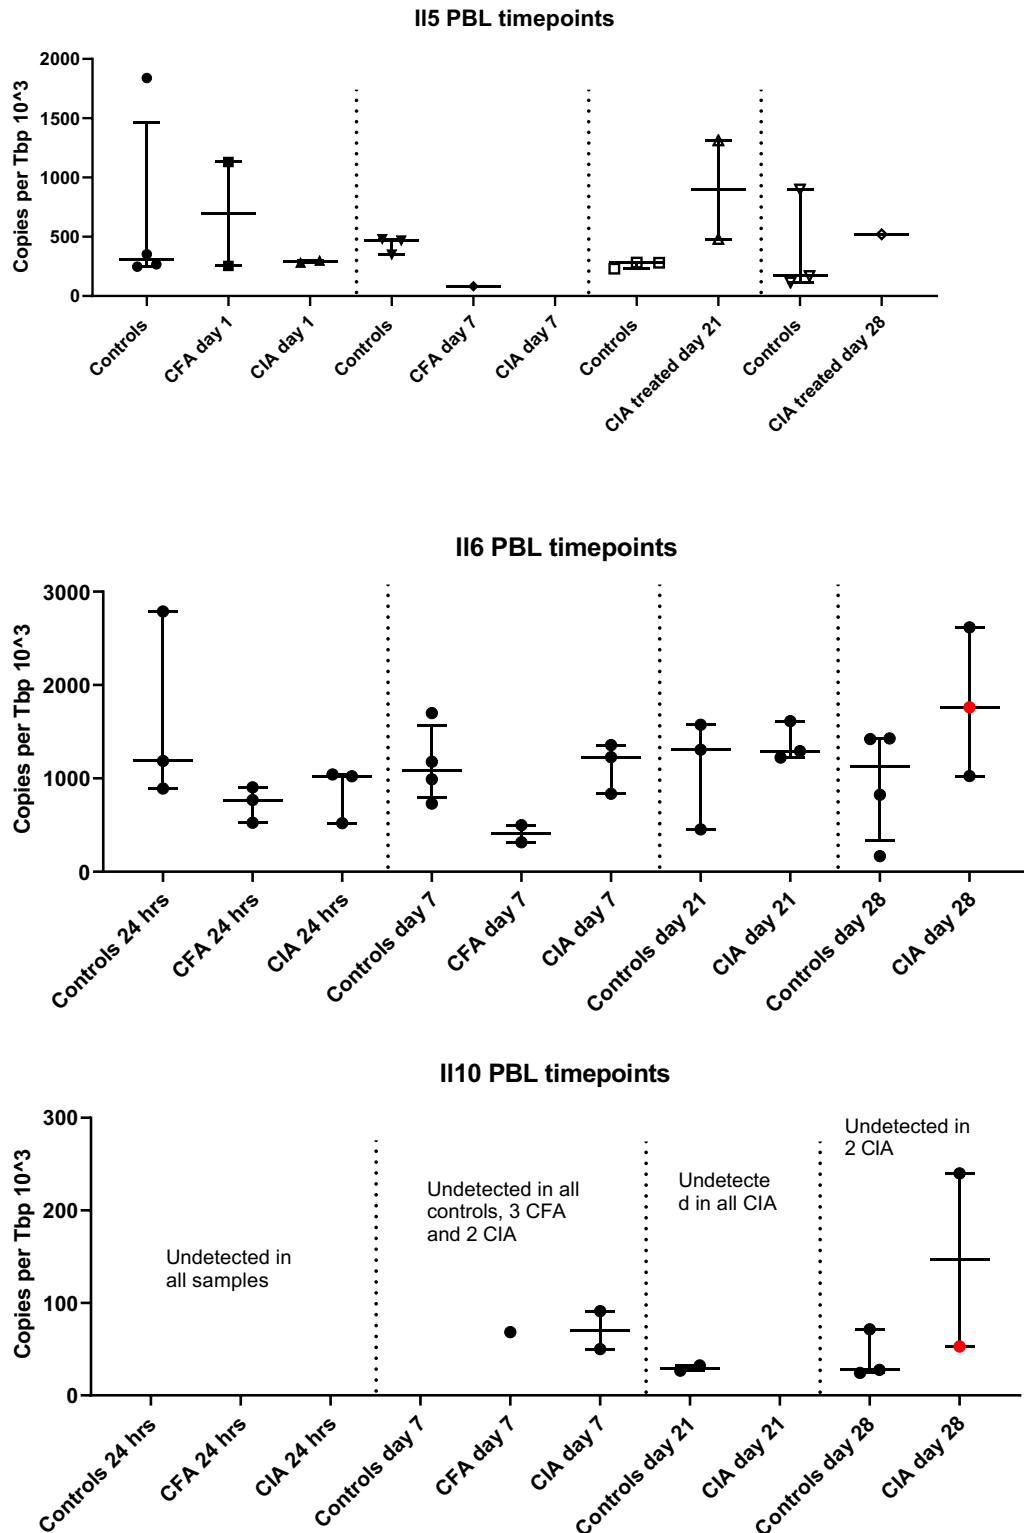 Il5 PBL timepoints
Copies per Tbp 10^3
2000
1500
1000
500
0
Controls
CFA day 1
CIA day 1
Controls
CFA day 7
CIA day 7
Controls
CIA treated day 21
Controls
CIA treated day 28
Il6 PBL timepoints
Copies per Tbp 10^3
3000
2000
1000
0
Controls 24 hrs
CFA 24 hrs
CIA 24 hrs
Controls day 7
CFA day 7
CIA day 7
Controls day 21
CIA day 21
Controls day 28
CIA day 28
Il10 PBL timepoints
Copies per Tbp 10^3
300
200
100
0
Undetected in
all samples
Undetected in all
controls, 3 CFA
and 2 CIA
Undetecte
d in all CIA
Undetected in
2 CIA
Controls 24 hrs
CFA 24 hrs
CIA 24 hrs
Controls day 7
CFA day 7
CIA day 7
Controls day 21
CIA day 21
Controls day 28
CIA day 28